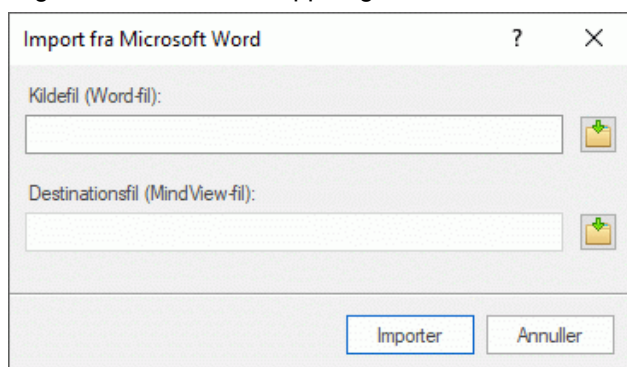 Import fra Microsoft Word ?
Kildefil (Word-fil):
Destinationsfil (MindView-fil):
Importer Annuller